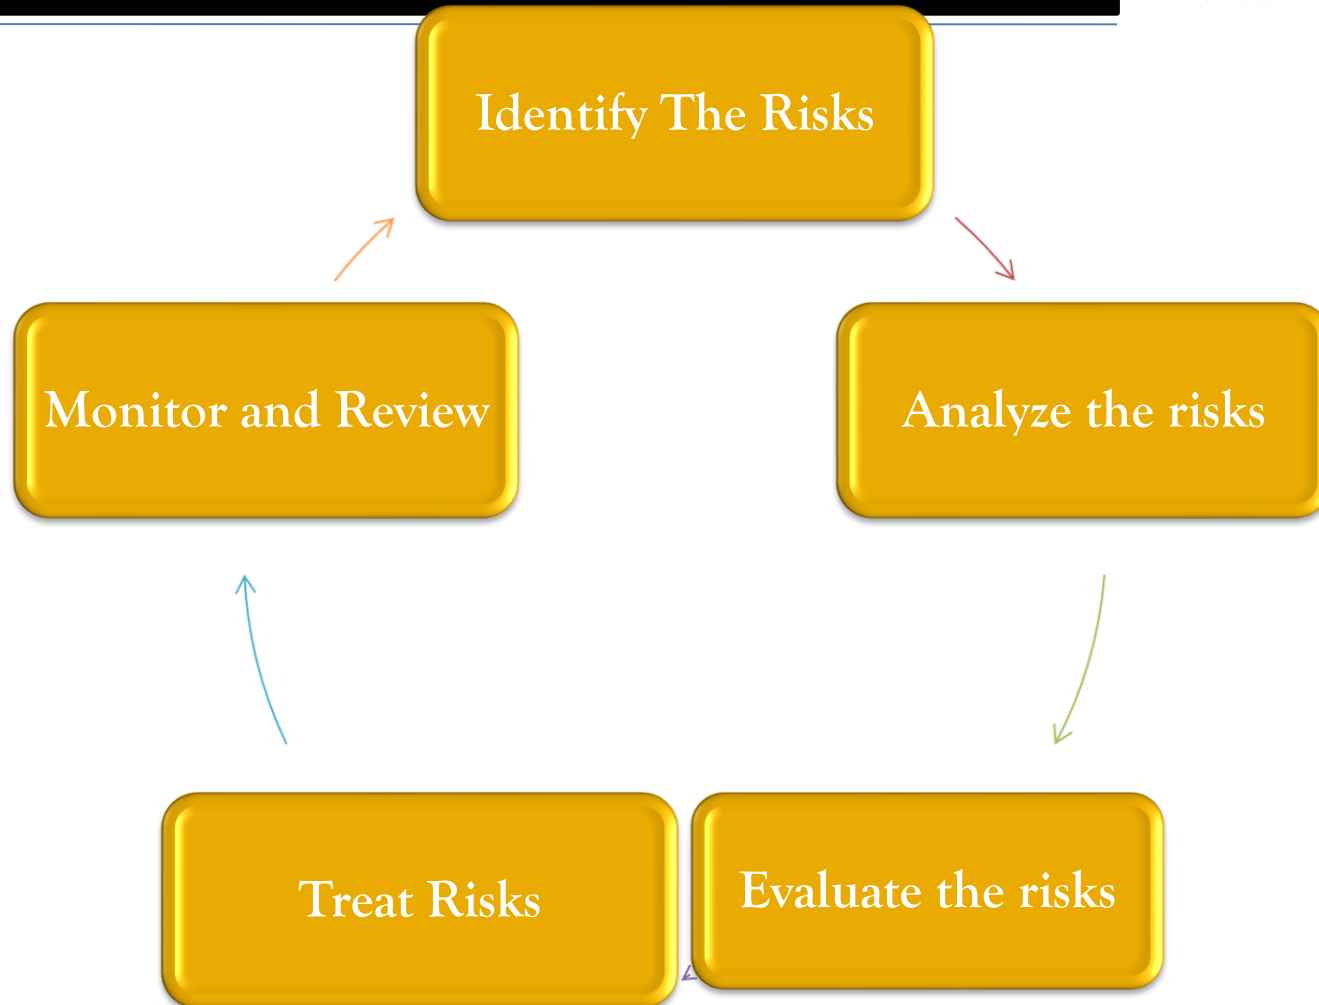 Identify The Risks
Analyze the risks
Evaluate the risks
Treat Risks
Monitor and Review